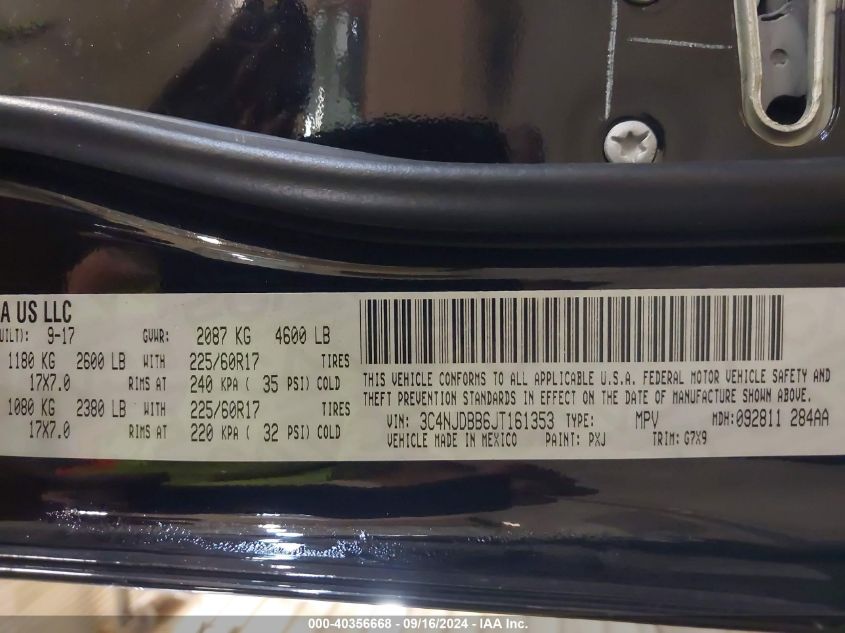 A US LLC
UILT): 9-17 GVWR: 2087 KG 4600 LB
1180 KG 2600 LB WITH 225/60R17 TIRES
17X7.0 RIMS AT 240 KPA ( 35 PSI) COLD
1080 KG 2380 LB WITH 225/60R17 TIRES
17X7.0 RIMS AT 220 KPA ( 32 PSI) COLD
THIS VEHICLE CONFORMS TO ALL APPLICABLE U.S.A. FEDERAL MOTOR VEHICLE SAFETY AND
THEFT PREVENTION STANDARDS IN EFFECT ON THE DATE OF MANUFACTURE SHOWN ABOVE.
VIN: 3C4NJDBB6JT161353 TYPE: MPV MDH: 092811 284AA
VEHICLE MADE IN MEXICO PAINT: PXJ TRIM: G7X9
000-40356668 - 09/16/2024 - IAA Inc.